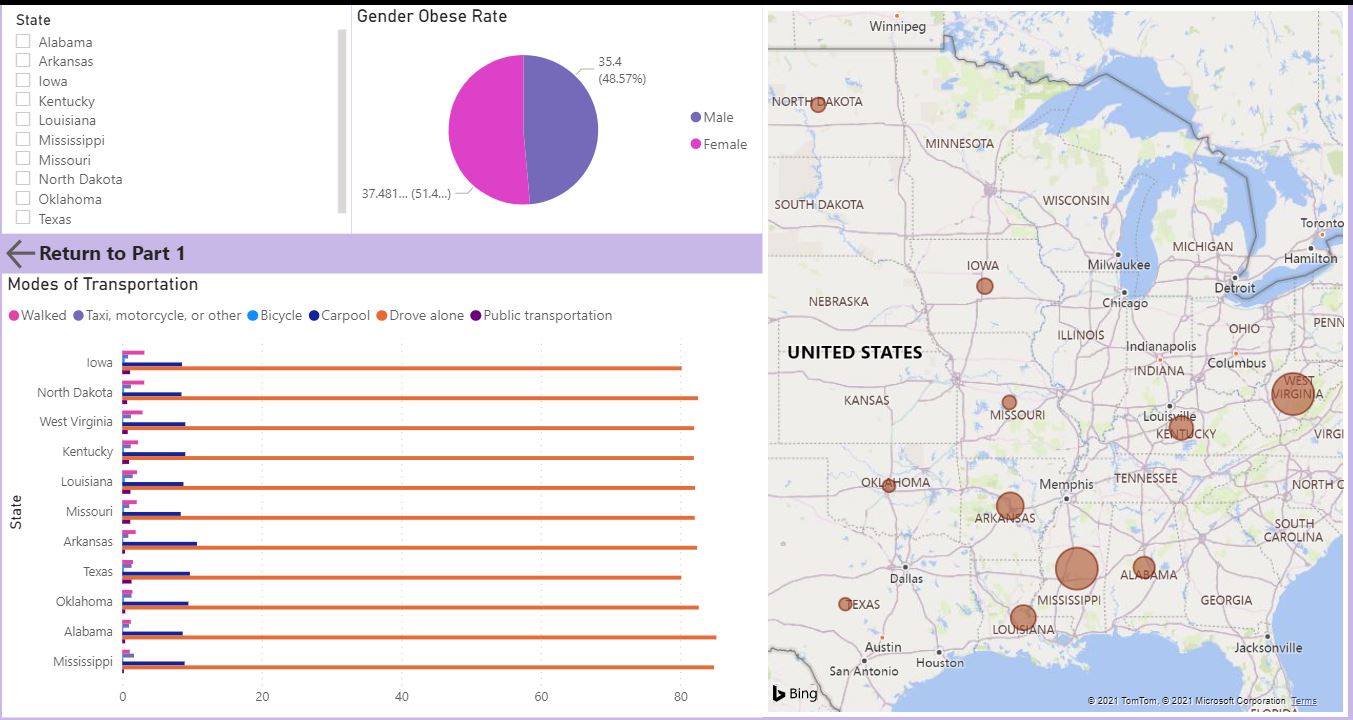 State
Alabama
Arkansas
Iowa
Kentucky
Louisiana
Mississippi
Missouri
North Dakota
Oklahoma
Texas
Gender Obese Rate
35.4
(48.57%)
37.481... (51.4...)
Male
Female
Return to Part 1
Modes of Transportation
Walked Taxi, motorcycle, or other Bicycle Carpool Drove alone Public transportation
State
Iowa
North Dakota
West Virginia
Kentucky
Louisiana
Missouri
Arkansas
Texas
Oklahoma
Alabama
Mississippi
0 20 40 60 80
Winnipeg
NORTH DAKOTA
MINNESOTA
SOUTH DAKOTA
WISCONSIN
Toronto
MICHIGAN
Hamilton
IOWA
Milwaukee
Detroit
NEBRASKA
Chicago
OHIO
PENN
ILLINOIS
Indianapolis
UNITED STATES
Columbus
INDIANA
WEST
VIRGINIA
KANSAS
MISSOURI
Louisville
KENTUCKY
VIRGI
OKLAHOMA
Memphis
TENNESSEE
NORTH C
ARKANSAS
SOUTH
CAROLINA
Dallas
ALABAMA
TEXAS
MISSISSIPPI
GEORGIA
LOUISIANA
Austin
Jacksonville
San Antonio
Houston
Bing
© 2021 TomTom, © 2021 Microsoft Corporation Terms
FLORIDA